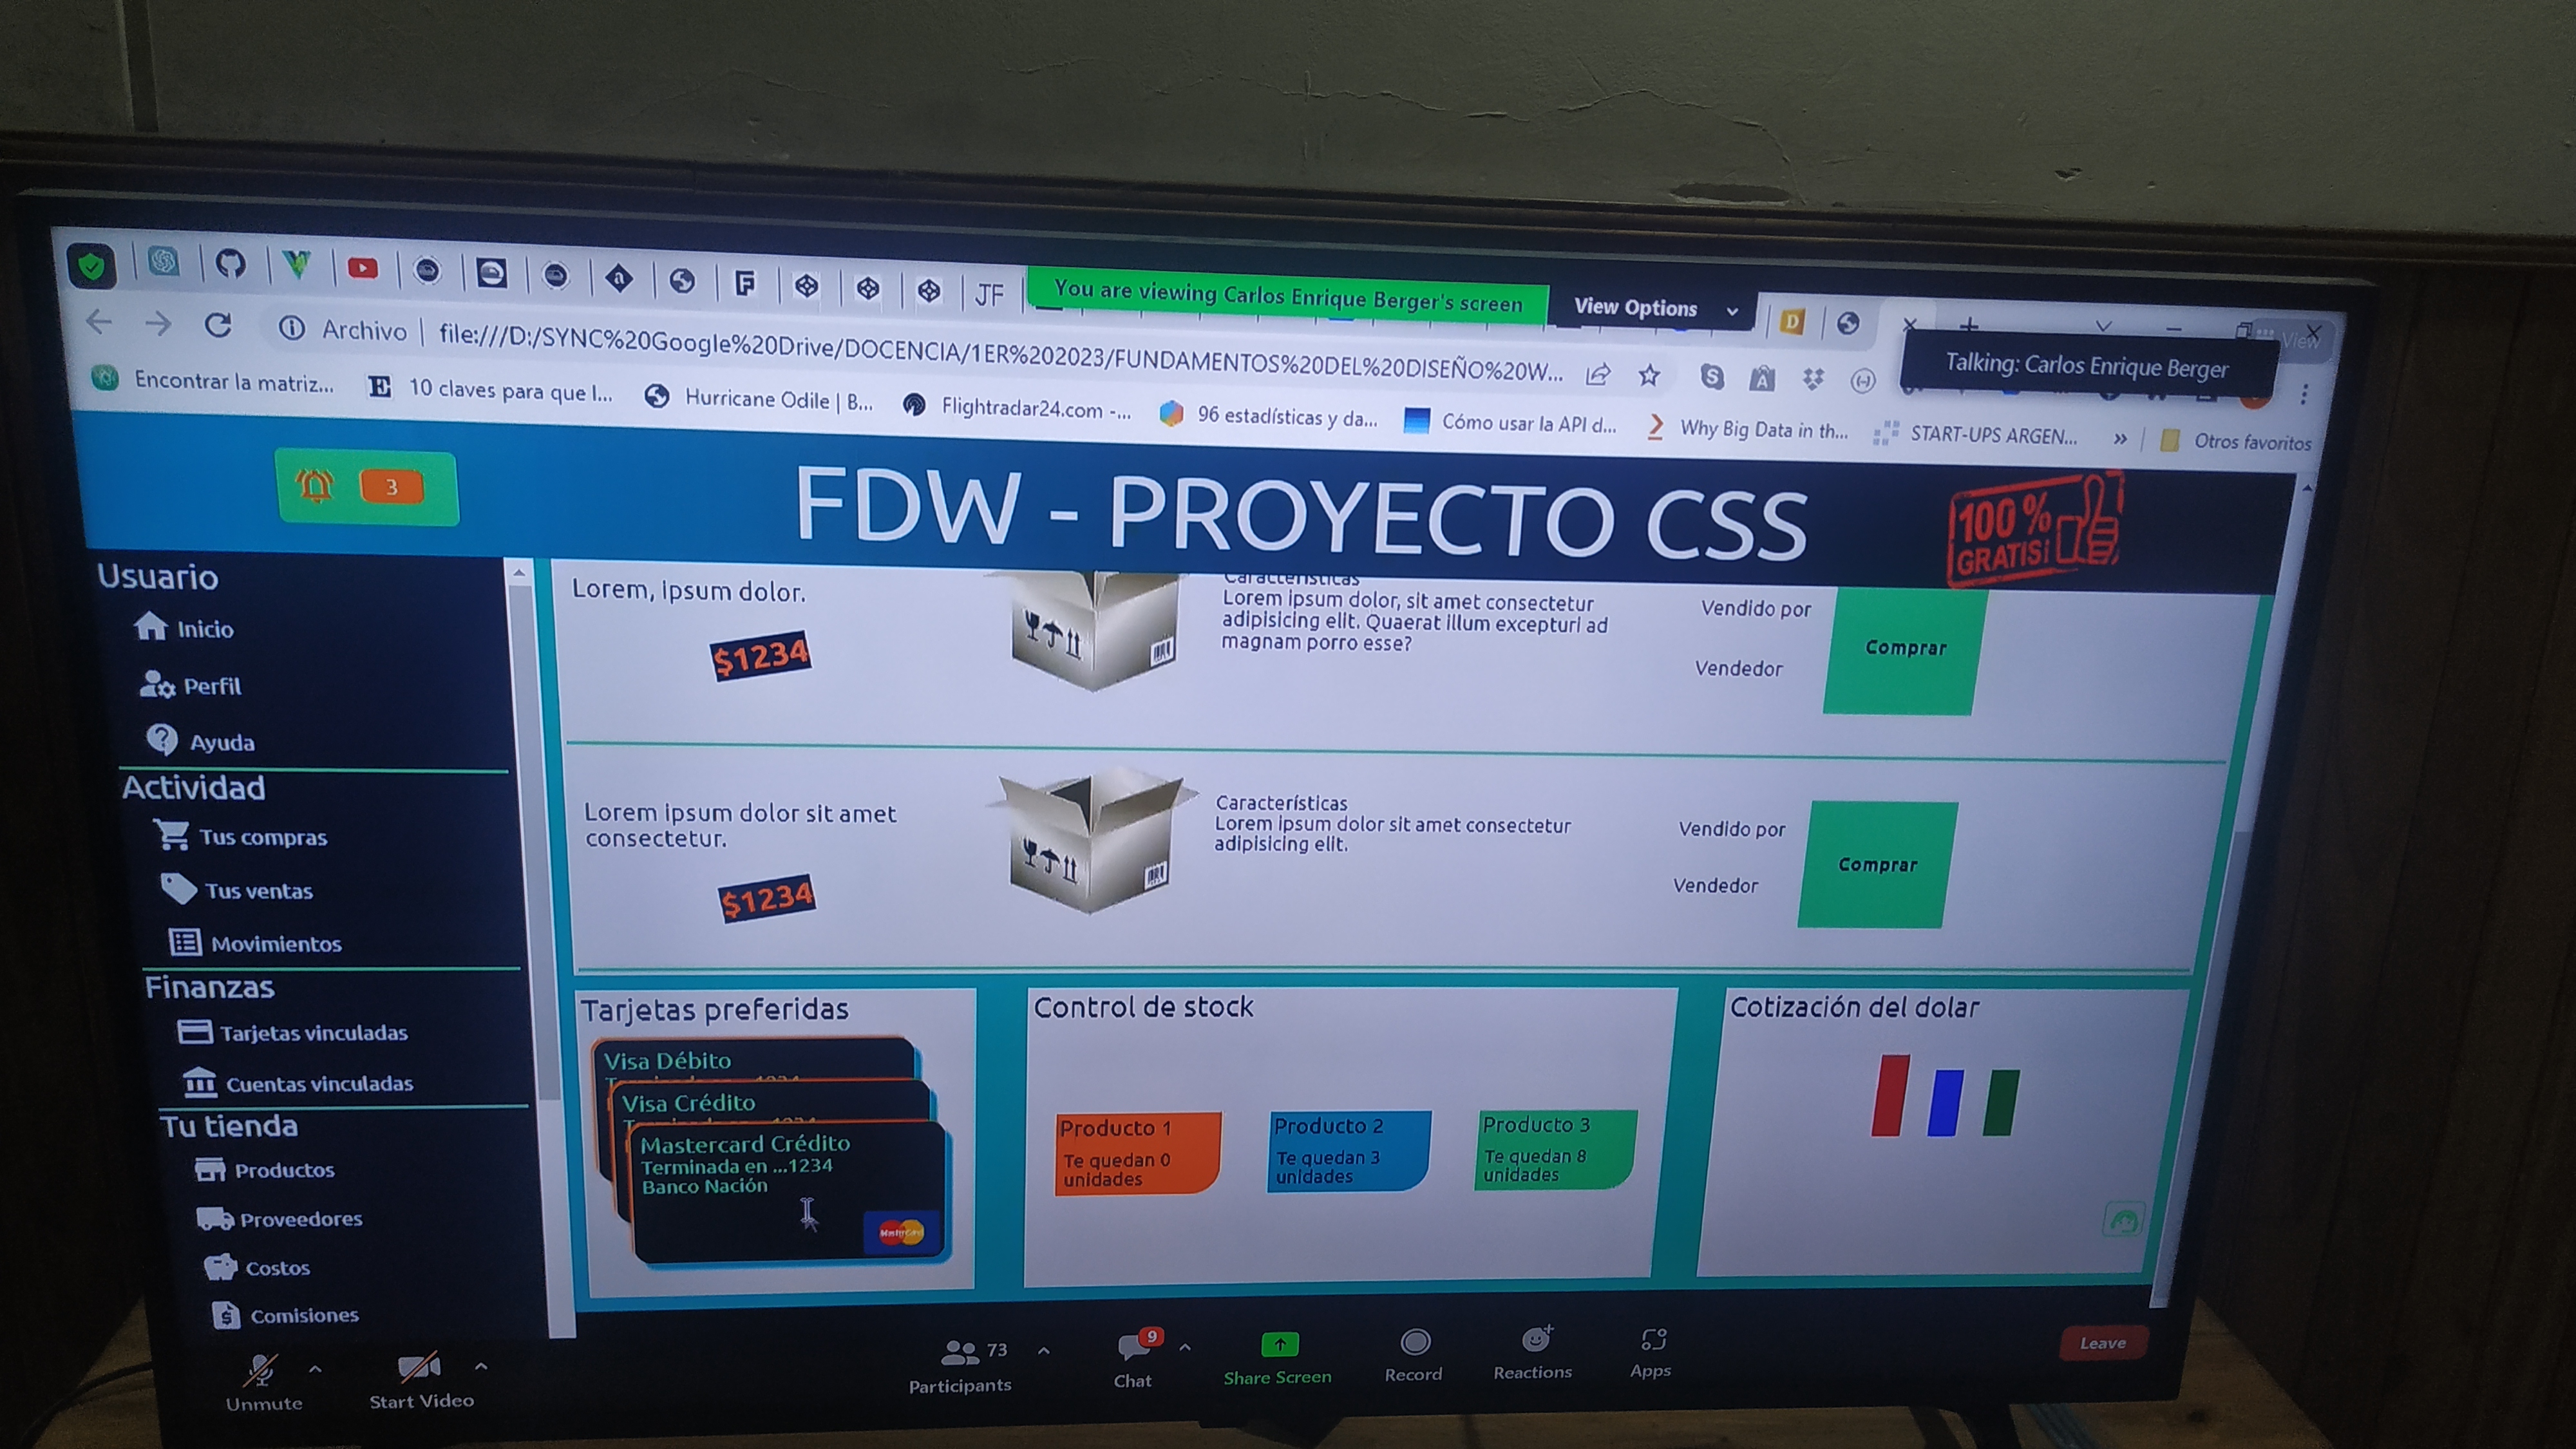 JF
You are viewing Carlos Enrique Berger's screen
View Options
View
Archivo | file:///D:/SYNC%20Google%20Drive/DOCENCIA/1ER%202023/FUNDAMENTOS%20DEL%20DISEÑO%20W...
Talking: Carlos Enrique Berger
Encontrar la matriz...
10 claves para que l...
Hurricane Odile | B...
Flightradar24.com -...
96 estadísticas y da...
Cómo usar la API d...
Why Big Data in th...
START-UPS ARGEN...
»
Otros favoritos
3
FDW - PROYECTO CSS
100 %
GRATIS!
Usuario
Inicio
Perfil
Ayuda
Actividad
Tus compras
Tus ventas
Movimientos
Finanzas
Tarjetas vinculadas
Cuentas vinculadas
Tu tienda
Productos
Proveedores
Costos
Comisiones
Lorem, ipsum dolor.
$1234
Características
Lorem ipsum dolor, sit amet consectetur
adipisicing elit. Quaerat illum excepturi ad
magnam porro esse?
Vendido por
Vendedor
Comprar
Lorem ipsum dolor sit amet
consectetur.
$1234
Características
Lorem ipsum dolor sit amet consectetur
adipisicing elit.
Vendido por
Vendedor
Comprar
Tarjetas preferidas
Visa Débito
Visa Crédito
Mastercard Crédito
Terminada en ...1234
Banco Nación
MasterCard
Control de stock
Producto 1
Te quedan 0
unidades
Producto 2
Te quedan 3
unidades
Producto 3
Te quedan 8
unidades
Cotización del dolar
Unmute
Start Video
73
Participants
9
Chat
Share Screen
Record
Reactions
Apps
Leave